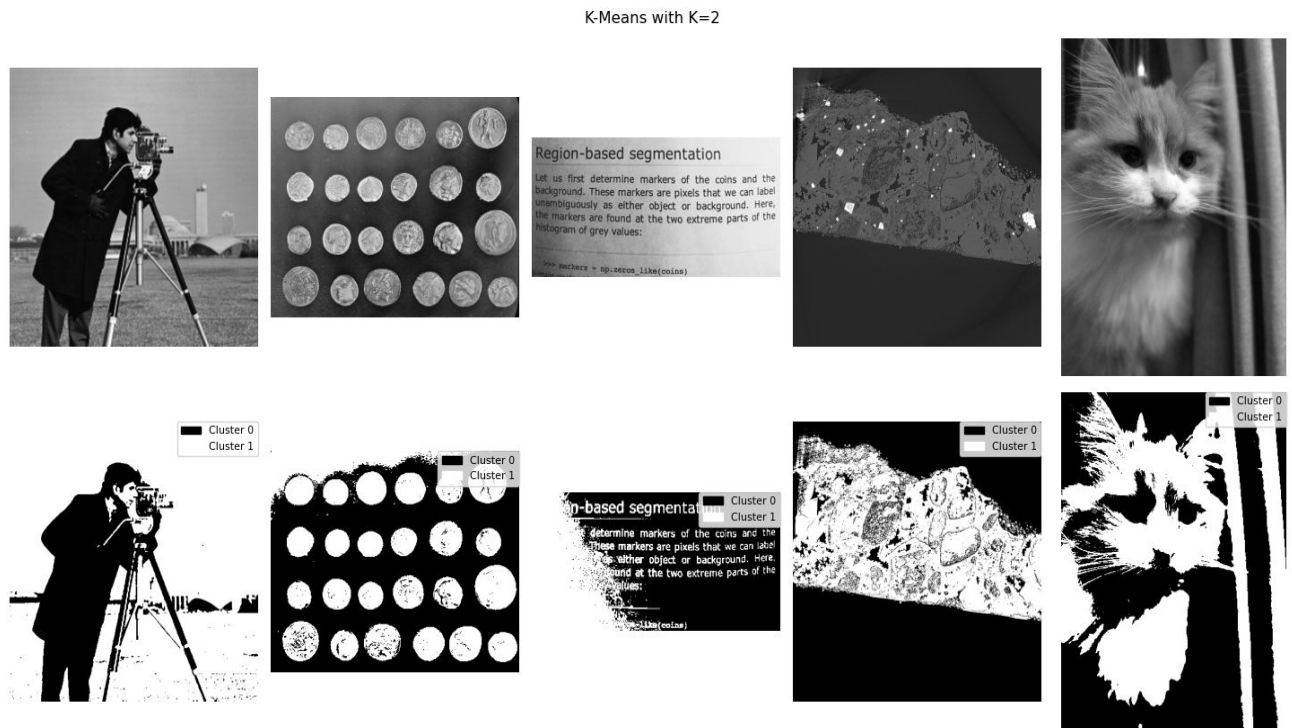 K-Means with K=2
Region-based segmentation
Let us first determine markers of the coins and the
background. These markers are pixels that we can label
unambiguously as either object or background. Here,
the markers are found at the two extreme parts of the
histogram of grey values:
>>> markers = np.zeros_like(coins)
Cluster 0
Cluster 1
Cluster 0
Cluster 1
n-based segmentat
Cluster 0
Cluster 1
determine markers of the coins and the
These markers are pixels that we can label
as either object or background. Here,
ound at the two extreme parts of the
values:
-like(coins)
Cluster 0
Cluster 1
Cluster 0
Cluster 1